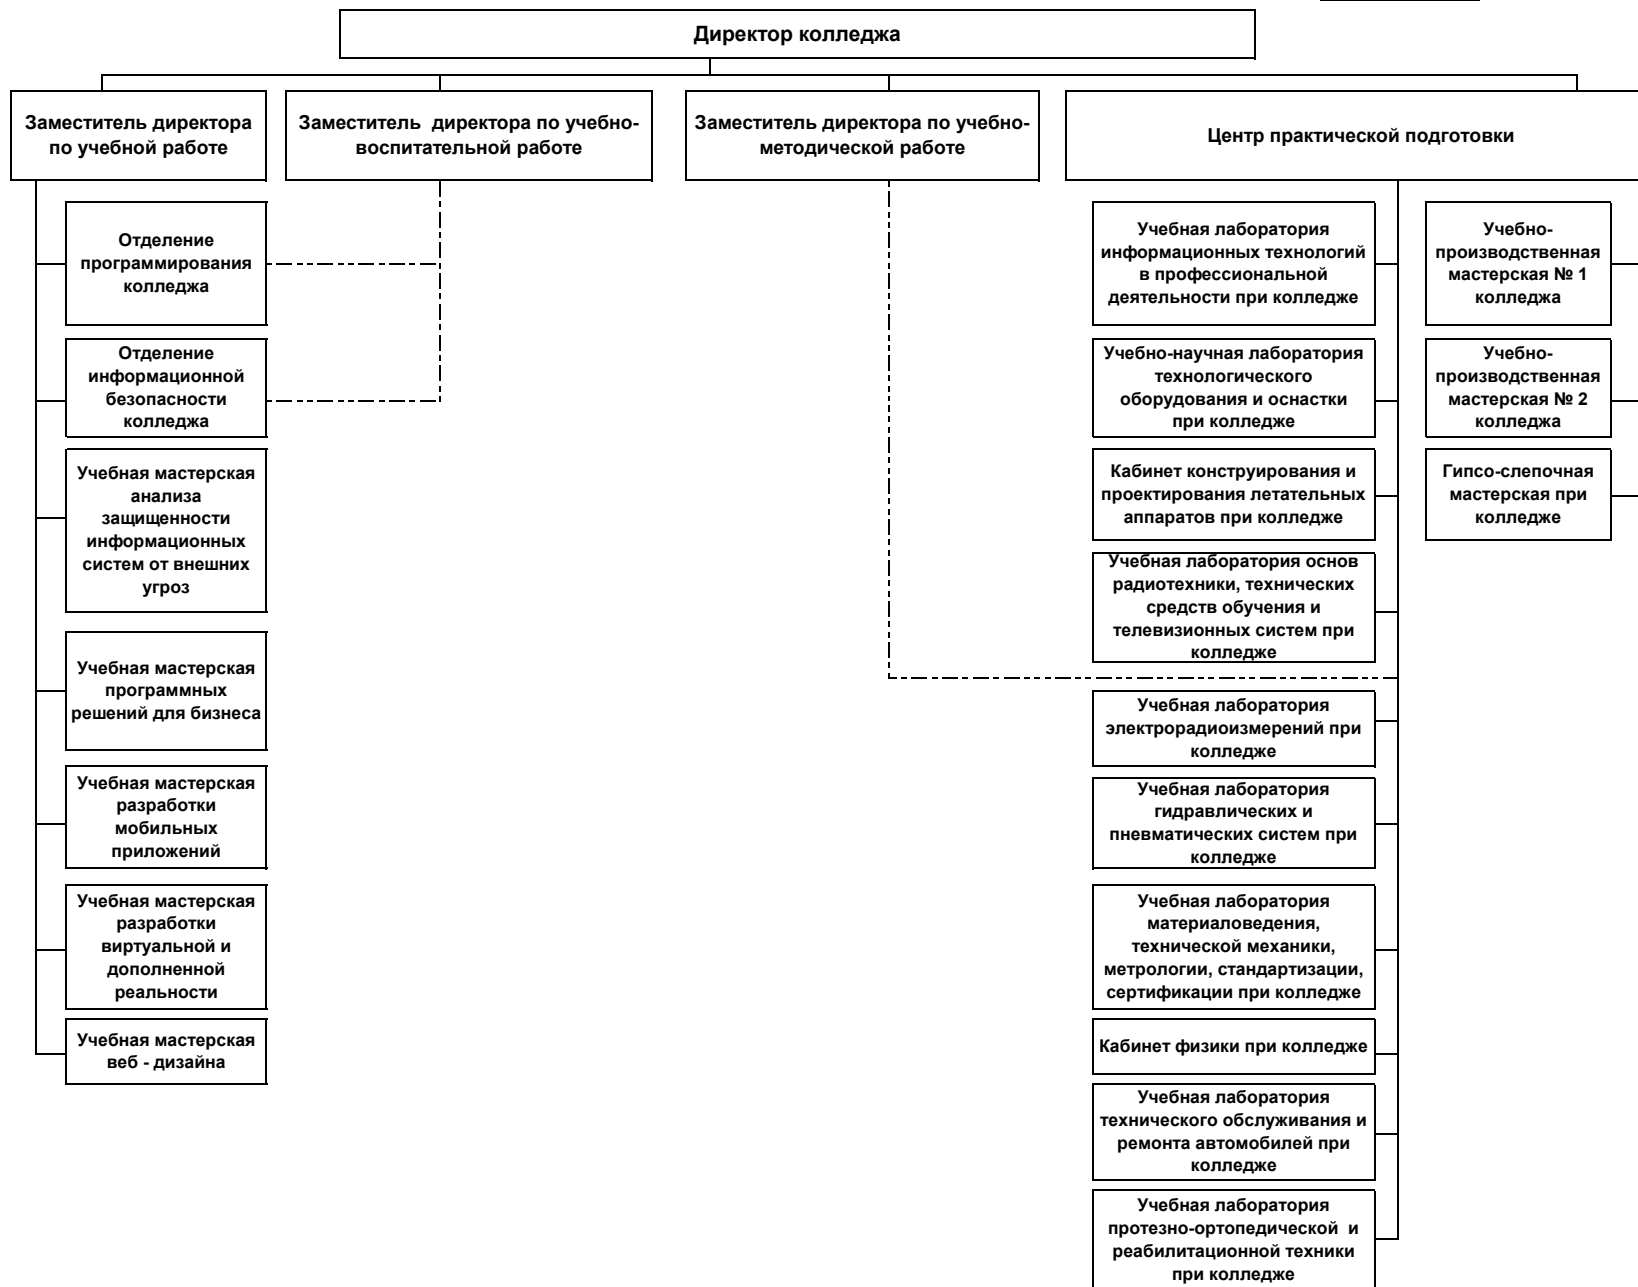 Директор колледжа
Заместитель директора
по учебной работе
Заместитель директора по учебно-
воспитательной работе
Заместитель директора по учебно-
методической работе
Центр практической подготовки
Отделение
программирования
колледжа
Отделение
информационной
безопасности
колледжа
Учебная мастерская
анализа
защищенности
информационных
систем от внешних
угроз
Учебная мастерская
программных
решений для бизнеса
Учебная мастерская
разработки
мобильных
приложений
Учебная мастерская
разработки
виртуальной и
дополненной
реальности
Учебная мастерская
веб - дизайна
Учебная лаборатория
информационных технологий
в профессиональной
деятельности при колледже
Учебно-научная лаборатория
технологического
оборудования и оснастки
при колледже
Кабинет конструирования и
проектирования летательных
аппаратов при колледже
Учебная лаборатория основ
радиотехники, технических
средств обучения и
телевизионных систем при
колледже
Учебная лаборатория
электрорадиоизмерений при
колледже
Учебная лаборатория
гидравлических и
пневматических систем при
колледже
Учебная лаборатория
материаловедения,
технической механики,
метрологии, стандартизации,
сертификации при колледже
Кабинет физики при колледже
Учебная лаборатория
технического обслуживания и
ремонта автомобилей при
колледже
Учебная лаборатория
протезно-ортопедической и
реабилитационной техники
при колледже
Учебно-
производственная
мастерская № 1
колледжа
Учебно-
производственная
мастерская № 2
колледжа
Гипсо-слепочная
мастерская при
колледже